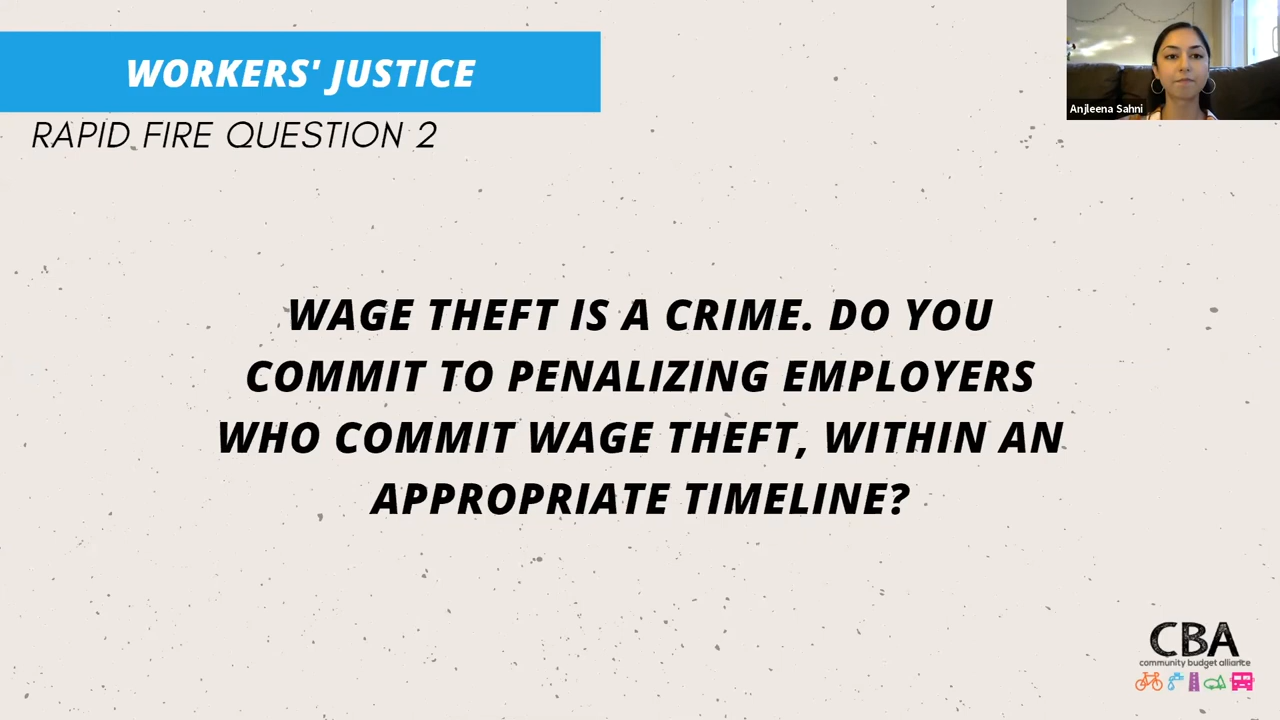 WORKERS' JUSTICE
RAPID FIRE QUESTION 2
Anjleena Sahni
WAGE THEFT IS A CRIME. DO YOU
COMMIT TO PENALIZING EMPLOYERS
WHO COMMIT WAGE THEFT, WITHIN AN
APPROPRIATE TIMELINE?
CBA
community budget alliance